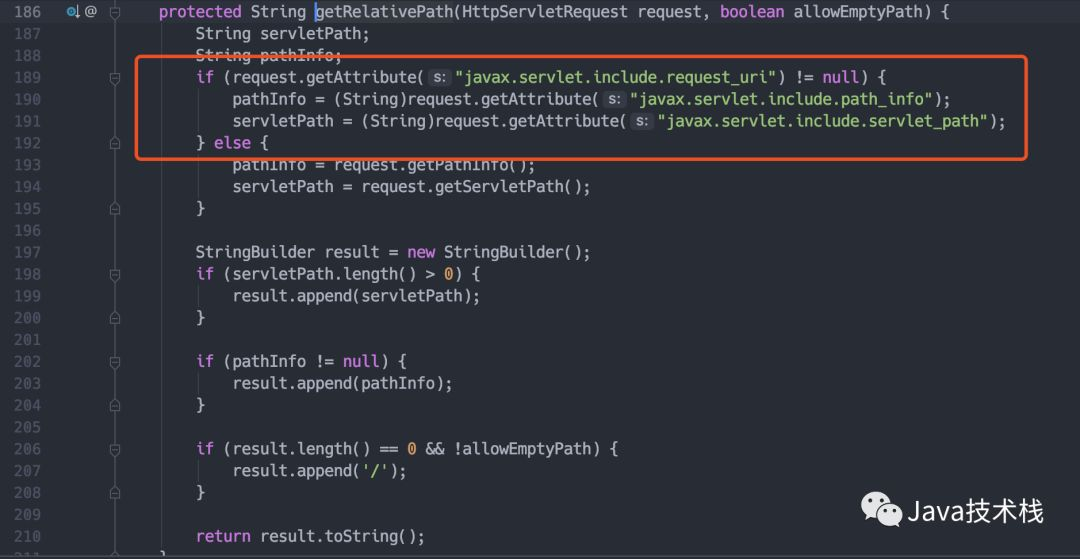 186 @ protected String getRelativePath(HttpServletRequest request, boolean allowEmptyPath) {
187 String servletPath;
188 String pathInfo;
189 if (request.getAttribute( s: "javax.servlet.include.request_uri") != null) {
190 pathInfo = (String)request.getAttribute( s: "javax.servlet.include.path_info");
191 servletPath = (String)request.getAttribute( s: "javax.servlet.include.servlet_path");
192 } else {
193 pathInfo = request.getPathInfo();
194 servletPath = request.getServletPath();
195 }
196
197 StringBuilder result = new StringBuilder();
198 if (servletPath.length() > 0) {
199 result.append(servletPath);
200 }
201
202 if (pathInfo != null) {
203 result.append(pathInfo);
204 }
205
206 if (result.length() == 0 && !allowEmptyPath) {
207 result.append('/');
208 }
209
210 return result.toString();
211 }
Java技术栈